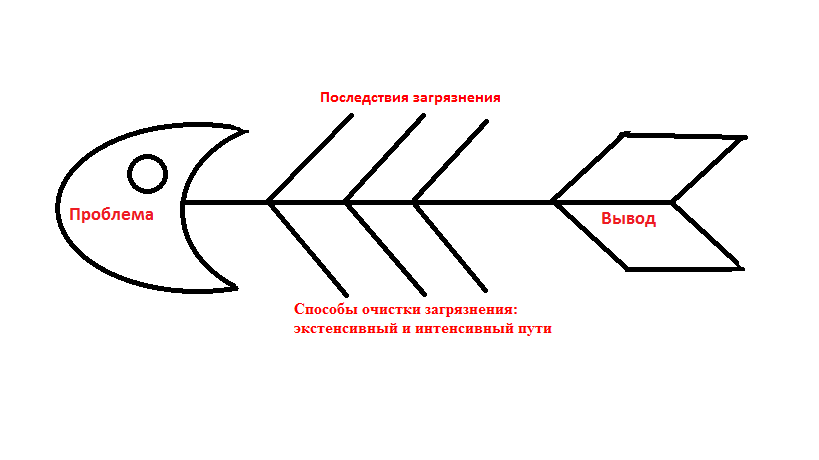 Последствия загрязнения
Проблема
Вывод
Способы очистки загрязнения:
экстенсивный и интенсивный пути